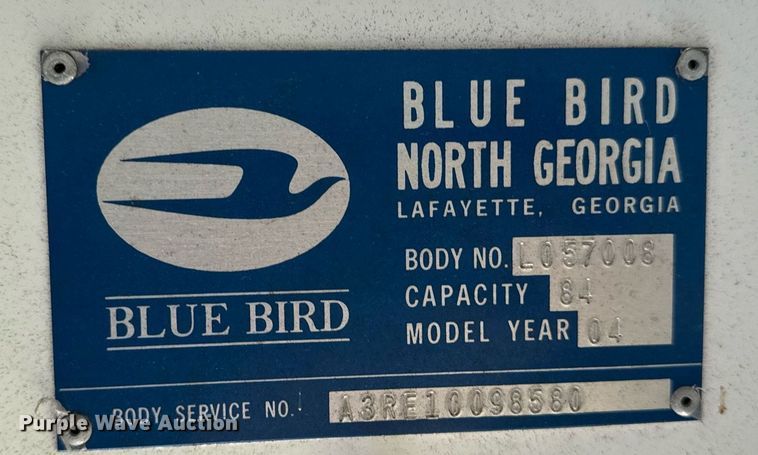 BLUE BIRD
NORTH GEORGIA
LAFAYETTE, GEORGIA
BODY NO. L057008
CAPACITY 84
MODEL YEAR 04
BLUE BIRD
BODY SERVICE NO. A3RE10098580
Purple Wave Auction